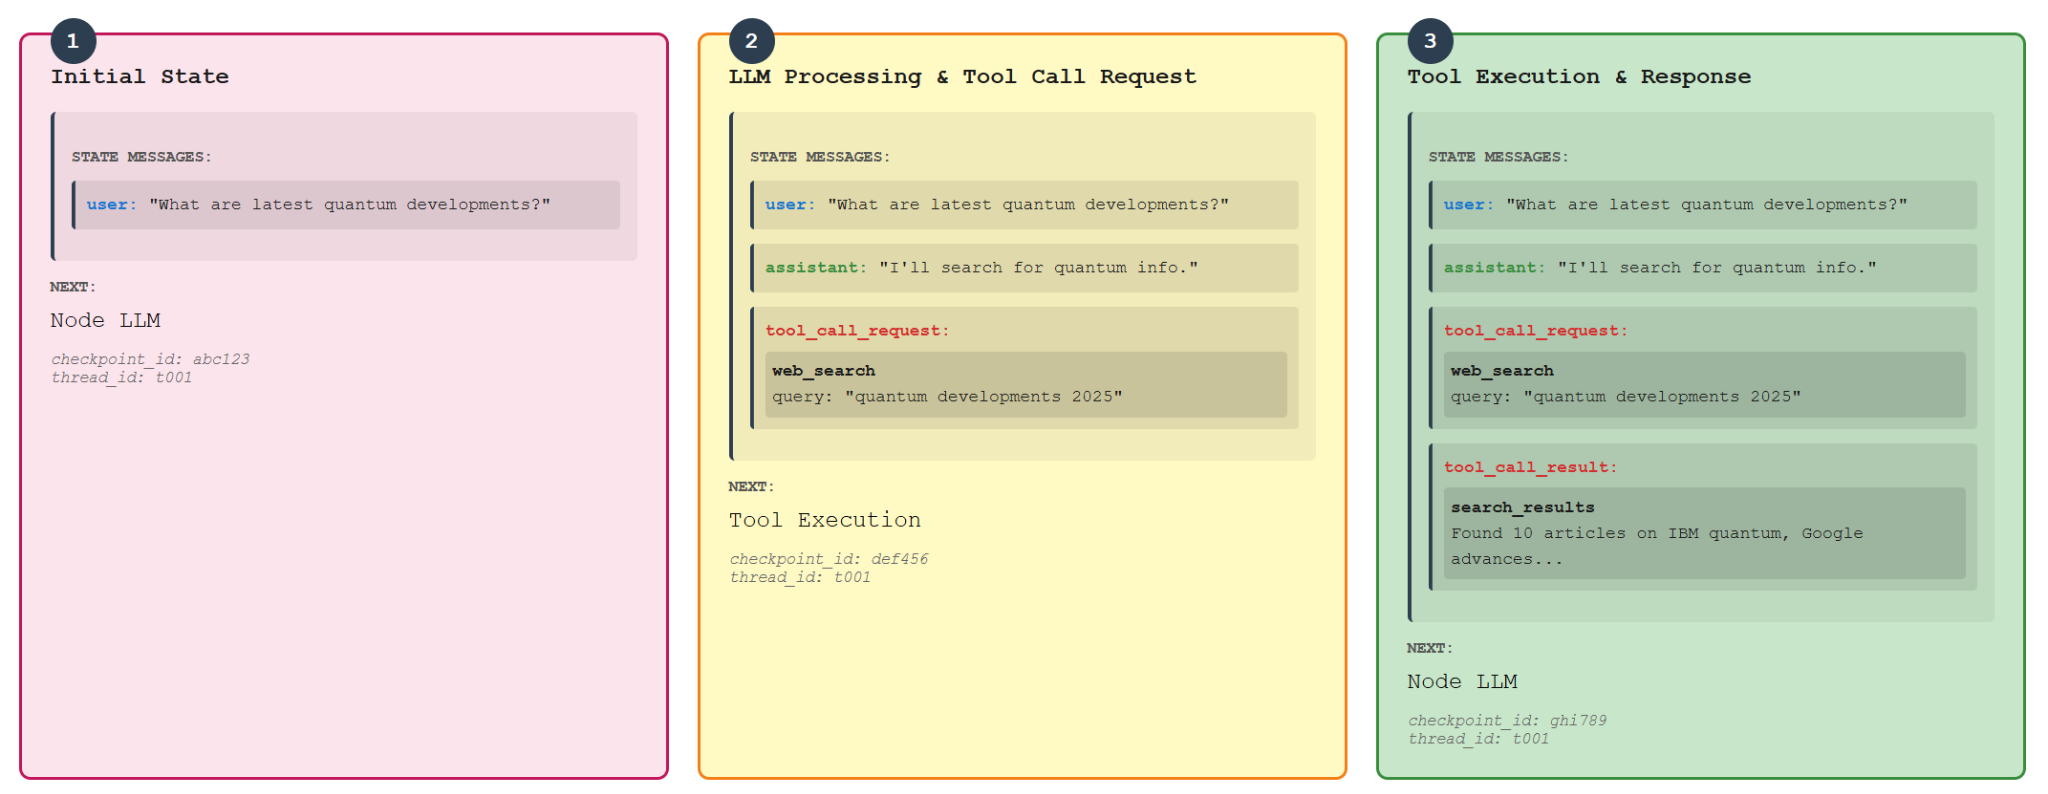 1
Initial State
STATE MESSAGES:
user: "What are latest quantum developments?"
NEXT:
Node LLM
checkpoint_id: abc123
thread_id: t001
2
LLM Processing & Tool Call Request
STATE MESSAGES:
user: "What are latest quantum developments?"
assistant: "I'll search for quantum info."
tool_call_request:
web_search
query: "quantum developments 2025"
NEXT:
Tool Execution
checkpoint_id: def456
thread_id: t001
3
Tool Execution & Response
STATE MESSAGES:
user: "What are latest quantum developments?"
assistant: "I'll search for quantum info."
tool_call_request:
web_search
query: "quantum developments 2025"
tool_call_result:
search_results
Found 10 articles on IBM quantum, Google
advances...
NEXT:
Node LLM
checkpoint_id: ghi789
thread_id: t001